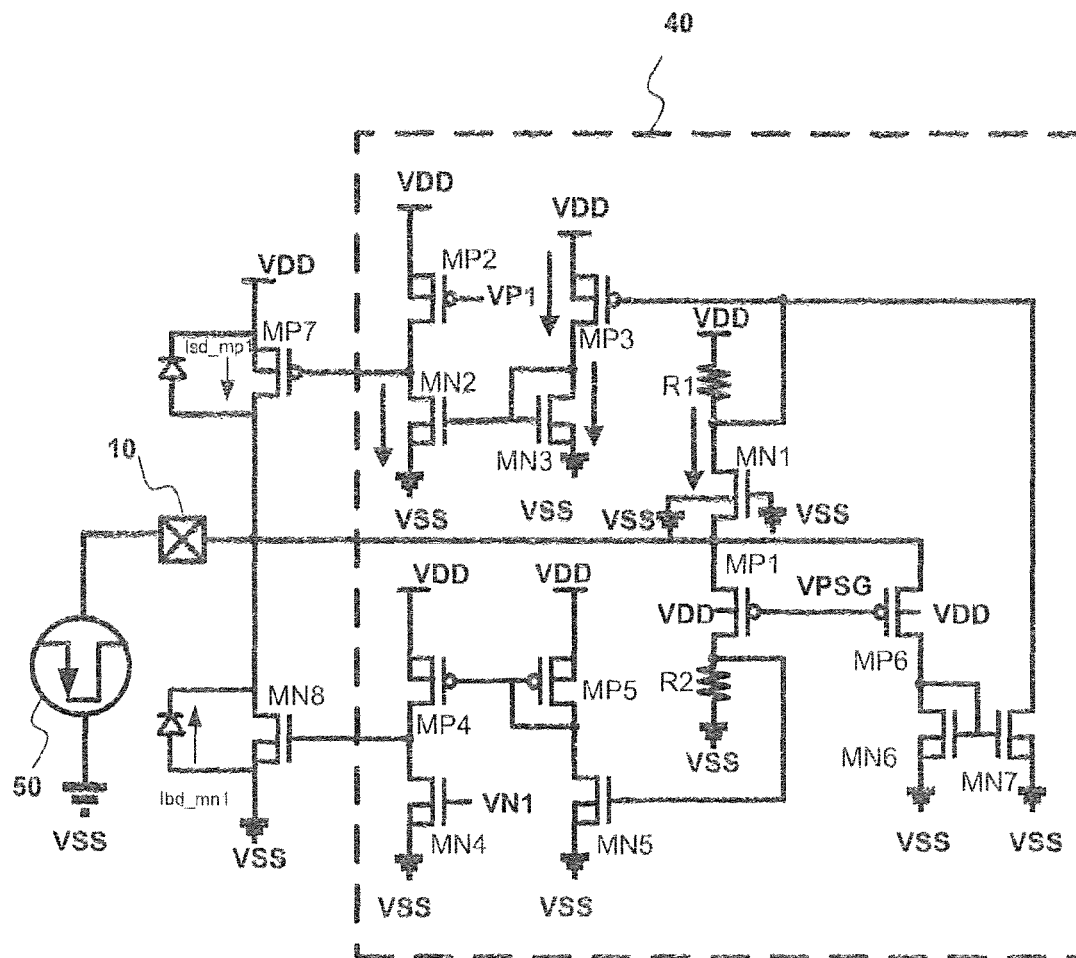 40
VDD
VDD
MP2
VP1
VDD
MP7
Isd_mp1
MP3
VDD
R1
MN2
MN3
MN1
10
VSS
VSS
VSS
VSS
MP1
VDD
VDD
VPSG
VDD
VDD
MP6
R2
MN8
MP4
MP5
VSS
MN6
MN7
50
Ibd_mn1
VN1
VSS
VSS
MN4
MN5
VSS
VSS
VSS
VSS